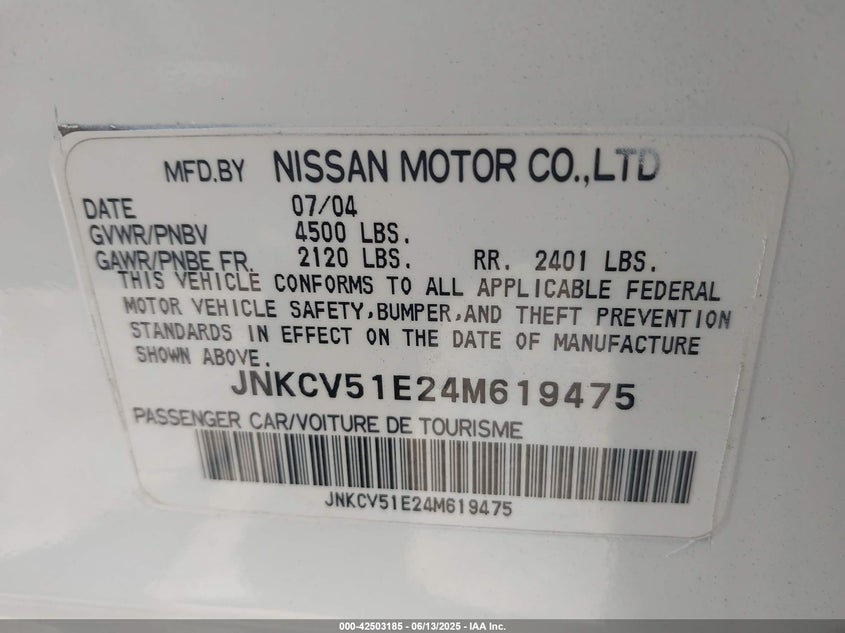 MFD.BY NISSAN MOTOR CO.,LTD
DATE 07/04
GVWR/PNBV 4500 LBS.
GAWR/PNBE FR. 2120 LBS. RR. 2401 LBS.
THIS VEHICLE CONFORMS TO ALL APPLICABLE FEDERAL
MOTOR VEHICLE SAFETY,BUMPER,AND THEFT PREVENTION
STANDARDS IN EFFECT ON THE DATE OF MANUFACTURE
SHOWN ABOVE.
JNKCV51E24M619475
PASSENGER CAR/VOITURE DE TOURISME
JNKCV51E24M619475
000-42503185 - 06/13/2025 - IAA Inc.